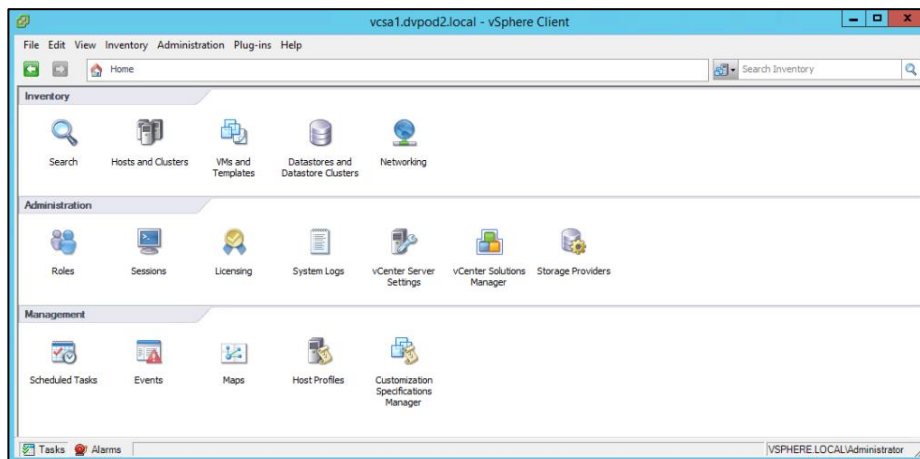 vcsa1.dvpod2.local - vSphere Client
File Edit View Inventory Administration Plug-ins Help
Home
Search Inventory
Inventory
Search
Hosts and Clusters
VMs and
Templates
Datastores and
Datastore Clusters
Networking
Administration
Roles
Sessions
Licensing
System Logs
vCenter Server
Settings
vCenter Solutions
Manager
Storage Providers
Management
Scheduled Tasks
Events
Maps
Host Profiles
Customization
Specifications
Manager
Tasks
Alarms
VSPHERE.LOCAL\Administrator